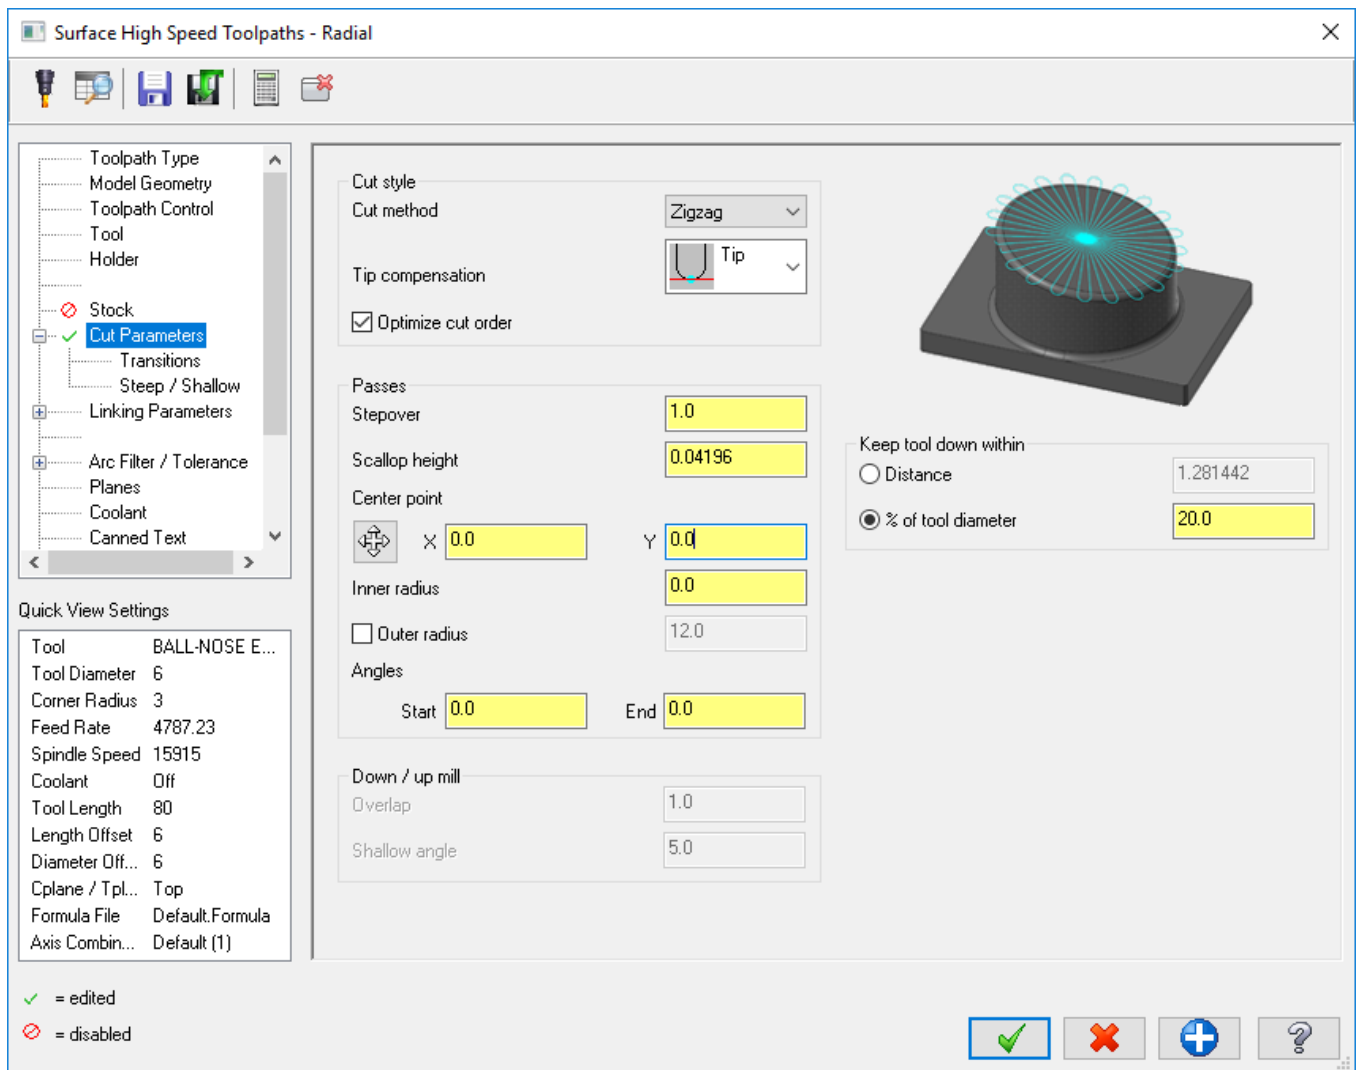 Surface High Speed Toolpaths - Radial
Toolpath Type
Model Geometry
Toolpath Control
Tool
Holder
Stock
Cut Parameters
Transitions
Steep / Shallow
Linking Parameters
Arc Filter / Tolerance
Planes
Coolant
Canned Text
Quick View Settings
Tool BALL-NOSE E...
Tool Diameter 6
Corner Radius 3
Feed Rate 4787.23
Spindle Speed 15915
Coolant Off
Tool Length 80
Length Offset 6
Diameter Off... 6
Cplane / Tpl... Top
Formula File Default.Formula
Axis Combin... Default (1)
= edited
= disabled
Cut style
Cut method Zigzag
Tip compensation Tip
Optimize cut order
Passes
Stepover 1.0
Scallop height 0.04196
Center point
X 0.0 Y 0.0
Inner radius 0.0
Outer radius 12.0
Angles
Start 0.0 End 0.0
Down / up mill
Overlap 1.0
Shallow angle 5.0
Keep tool down within
Distance 1.281442
% of tool diameter 20.0